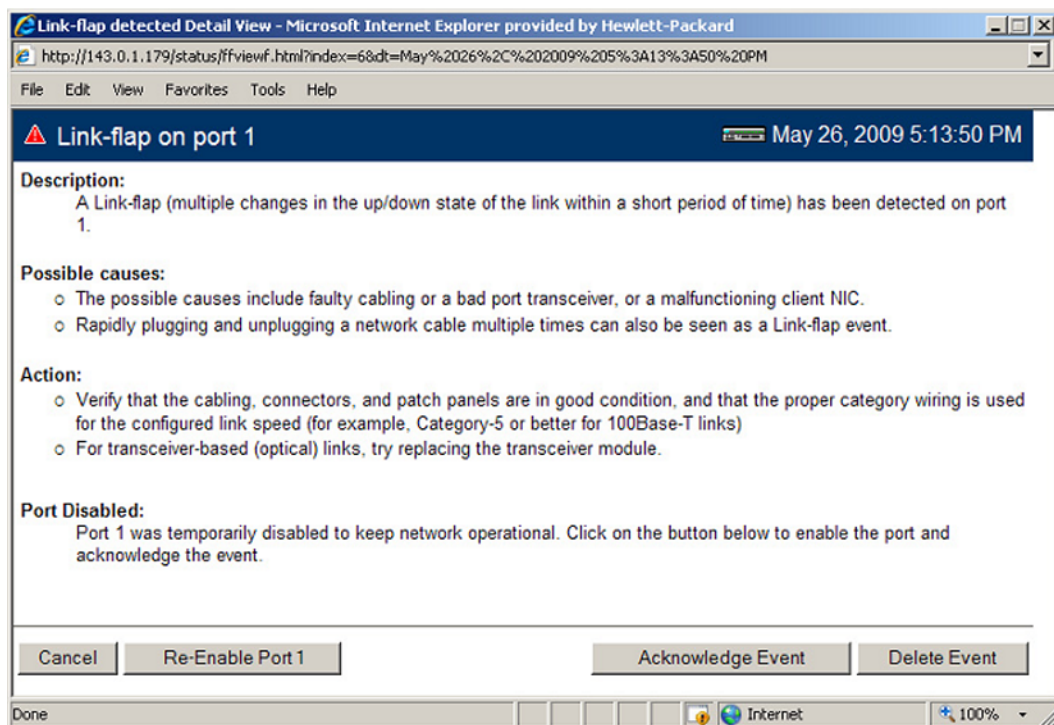 Link-flap detected Detail View - Microsoft Internet Explorer provided by Hewlett-Packard
http://143.0.1.179/status/ffviewf.html?index=6&dt=May%2026%2C%202009%205%3A13%3A50%20PM
File Edit View Favorites Tools Help
Link-flap on port 1 May 26, 2009 5:13:50 PM
Description:
A Link-flap (multiple changes in the up/down state of the link within a short period of time) has been detected on port
1.
Possible causes:
o The possible causes include faulty cabling or a bad port transceiver, or a malfunctioning client NIC.
o Rapidly plugging and unplugging a network cable multiple times can also be seen as a Link-flap event.
Action:
o Verify that the cabling, connectors, and patch panels are in good condition, and that the proper category wiring is used
for the configured link speed (for example, Category-5 or better for 100Base-T links)
o For transceiver-based (optical) links, try replacing the transceiver module.
Port Disabled:
Port 1 was temporarily disabled to keep network operational. Click on the button below to enable the port and
acknowledge the event.
Cancel Re-Enable Port 1 Acknowledge Event Delete Event
Done Internet 100%